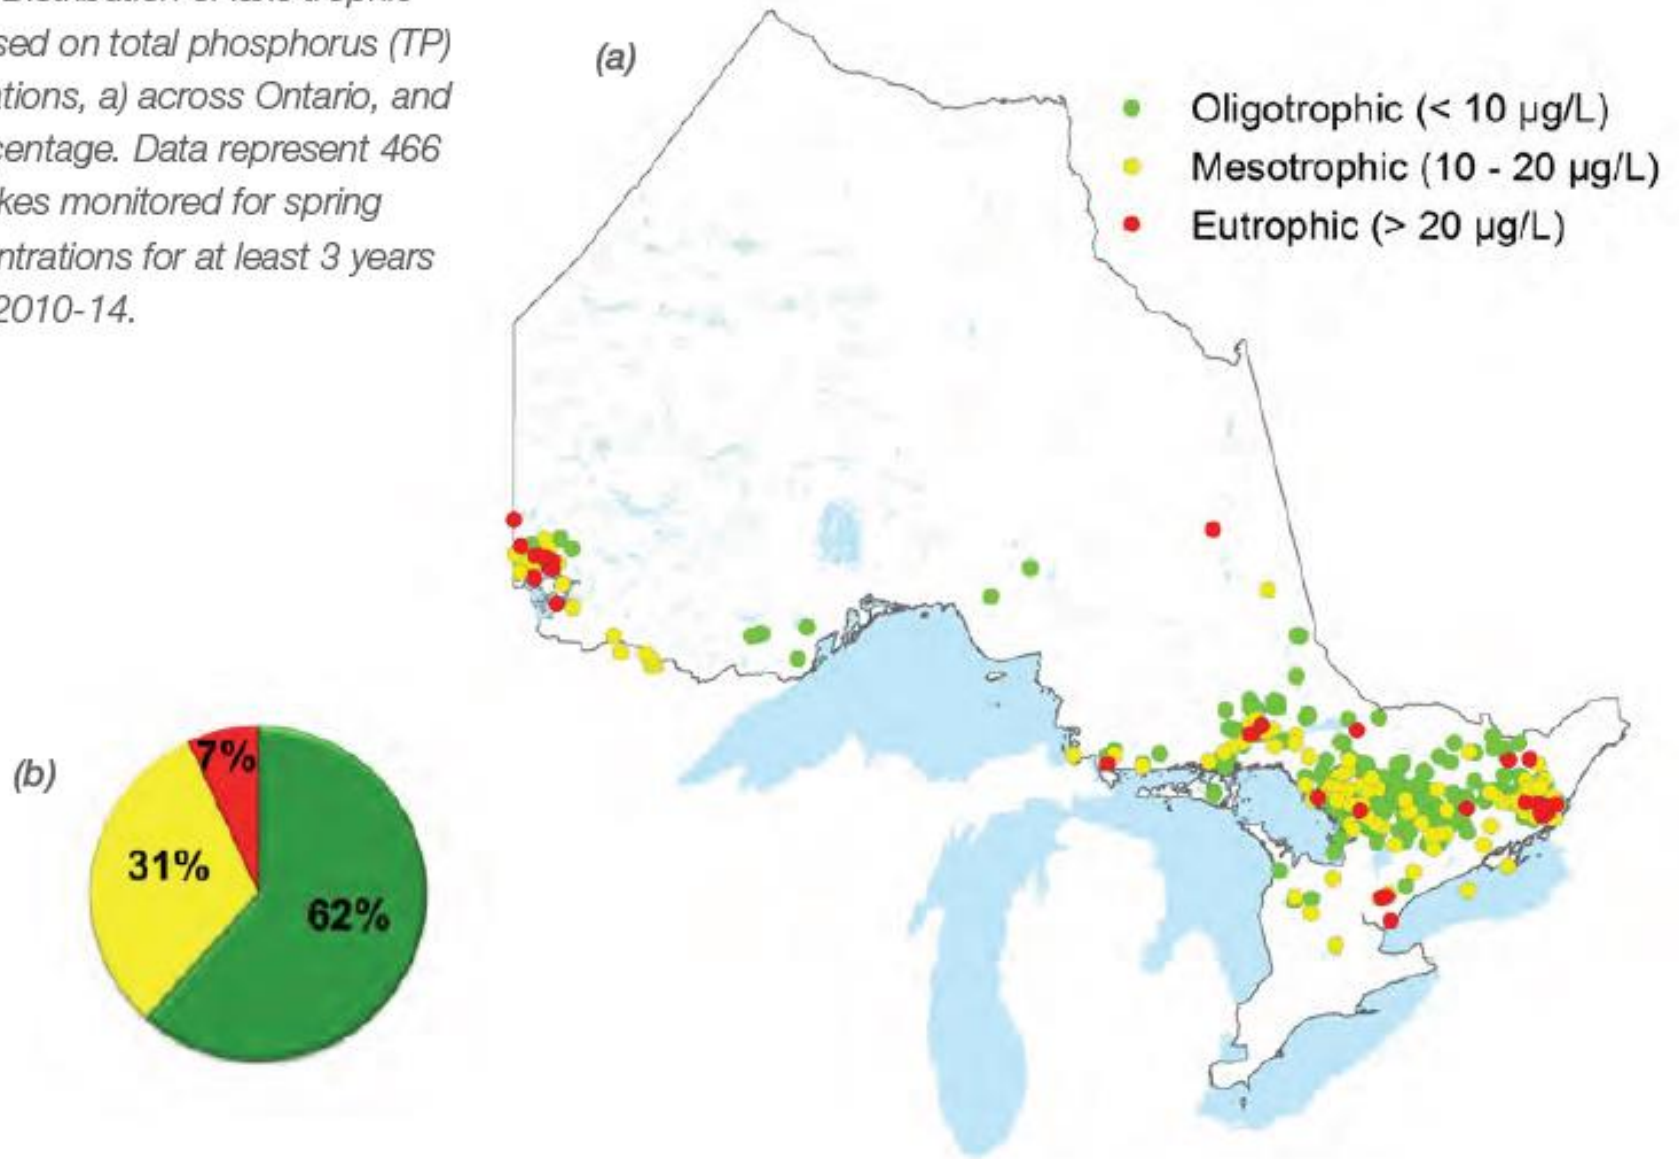 sed on total phosphorus (TP)
ations, a) across Ontario, and
centage. Data represent 466
kes monitored for spring
ntrations for at least 3 years
2010-14.
(a)
Oligotrophic (< 10 µg/L)
Mesotrophic (10 - 20 µg/L)
Eutrophic (> 20 µg/L)
(b)
7%
31%
62%